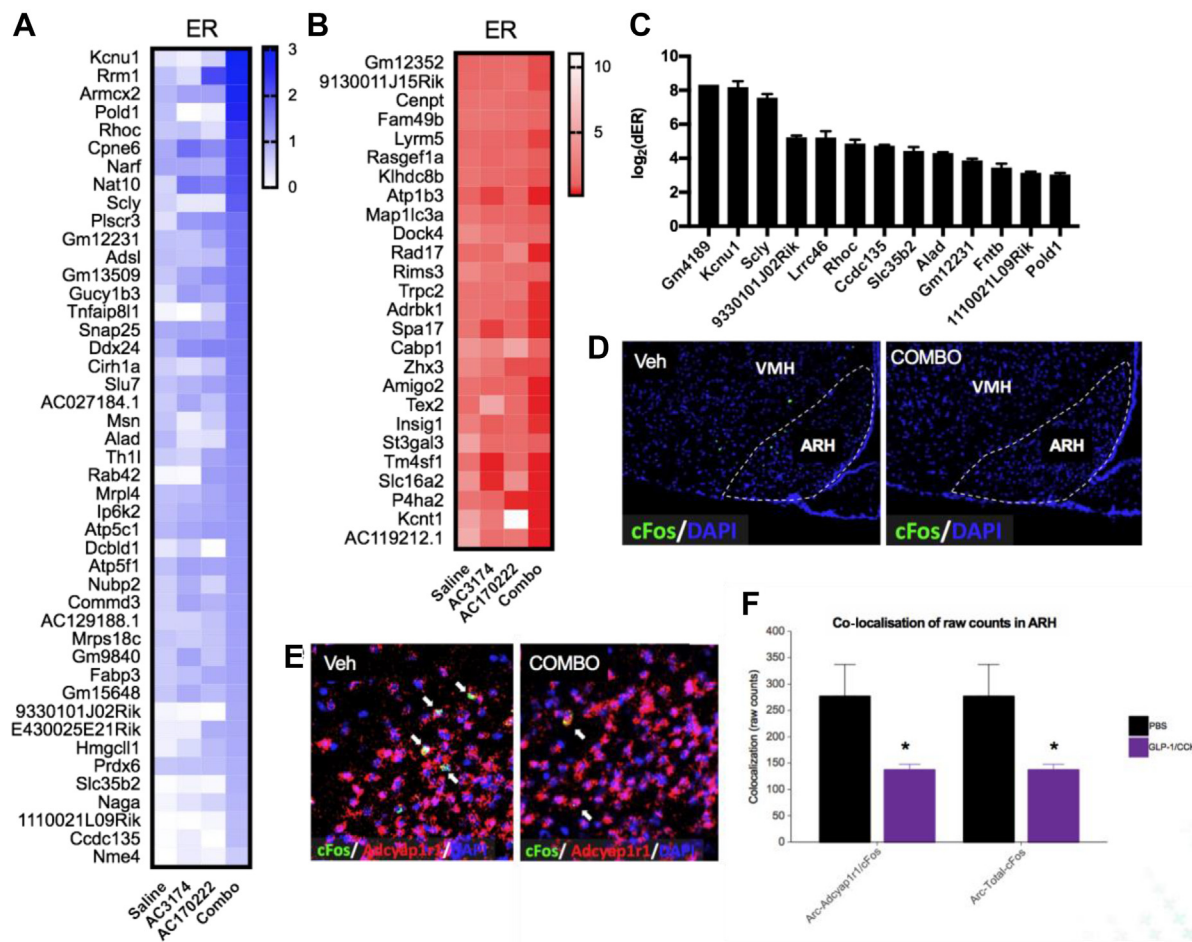 A
ER
Kcnu1
Rrm1
Armcx2
Pold1
Rhoc
Cpne6
Narf
Nat10
Scly
Plscr3
Gm12231
Adsl
Gm13509
Gucy1b3
Tnfaip8l1
Snap25
Ddx24
Cirh1a
Slu7
AC027184.1
Msn
Alad
Th1l
Rab42
Mrpl4
Ip6k2
Atp5c1
Dcbld1
Atp5f1
Nubp2
Commd3
AC129188.1
Mrps18c
Gm9840
Fabp3
Gm15648
9330101J02Rik
E430025E21Rik
Hmgcll1
Prdx6
Slc35b2
Naga
1110021L09Rik
Ccdc135
Nme4
Saline
AC3174
AC170222
Combo
3
2
1
0
B
ER
Gm12352
9130011J15Rik
Cenpt
Fam49b
Lyrm5
Rasgef1a
Klhdc8b
Atp1b3
Map1lc3a
Dock4
Rad17
Rims3
Trpc2
Adrbk1
Spa17
Cabp1
Zhx3
Amigo2
Tex2
Insig1
St3gal3
Tm4sf1
Slc16a2
P4ha2
Kcnt1
AC119212.1
Saline
AC3174
AC170222
Combo
10
5
C
log2(dER)
10
8
6
4
2
0
Gm4189
Kcnu1
Scly
9330101J02Rik
Lrrc46
Rhoc
Ccdc135
Slc35b2
Alad
Gm12231
Fntb
1110021L09Rik
Pold1
D
Veh
VMH
ARH
cFos/DAPI
COMBO
VMH
ARH
cFos/DAPI
E
Veh
cFos/ Adcyap1r1/DAPI
COMBO
cFos/ Adcyap1r1/DAPI
F
Co-localisation of raw counts in ARH
Colocalization (raw counts)
400
350
300
250
200
150
100
50
0
*
*
Arc-Adcyap1r1/cFos
Arc-Total-cFos
PBS
GLP-1/CCK